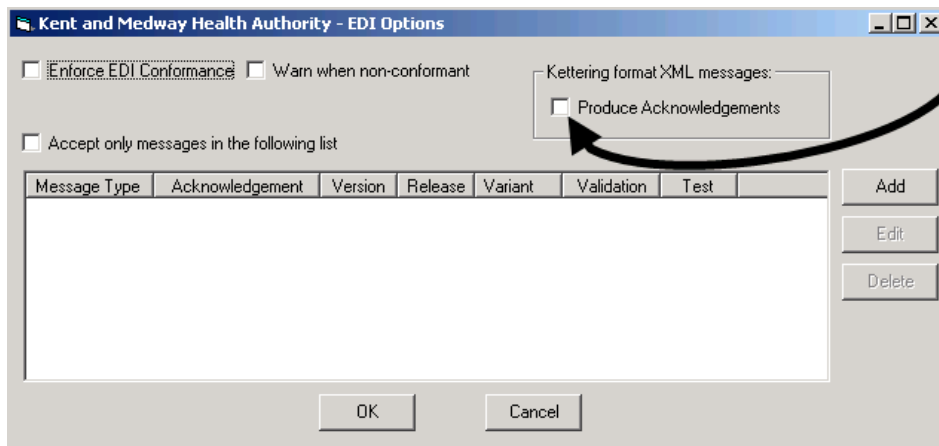 Kent and Medway Health Authority - EDI Options
Enforce EDI Conformance Warn when non-conformant
Kettering format XML messages:
Produce Acknowledgements
Accept only messages in the following list
Message Type Acknowledgement Version Release Variant Validation Test
Add
Edit
Delete
OK Cancel